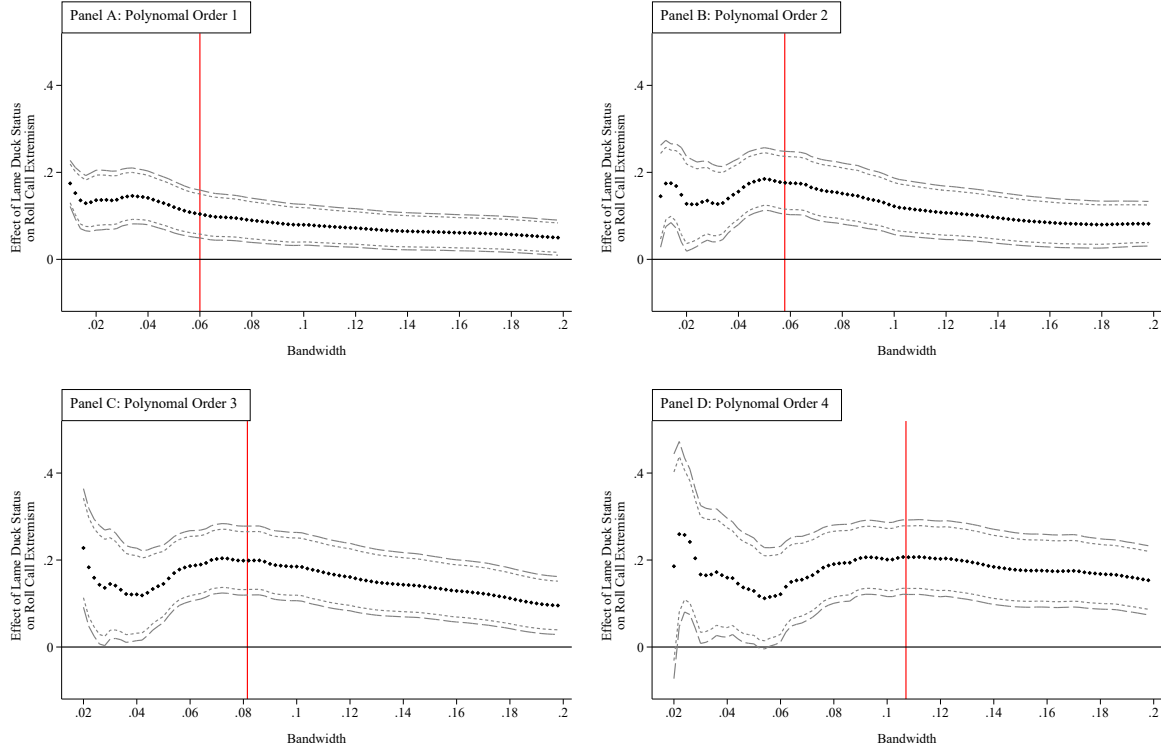 Panel A: Polynomal Order 1
Effect of Lame Duck Status
on Roll Call Extremism
.4
.2
0
.02 .04 .06 .08 .1 .12 .14 .16 .18 .2
Bandwidth
Panel B: Polynomal Order 2
Effect of Lame Duck Status
on Roll Call Extremism
.4
.2
0
.02 .04 .06 .08 .1 .12 .14 .16 .18 .2
Bandwidth
Panel C: Polynomal Order 3
Effect of Lame Duck Status
on Roll Call Extremism
.4
.2
0
.02 .04 .06 .08 .1 .12 .14 .16 .18 .2
Bandwidth
Panel D: Polynomal Order 4
Effect of Lame Duck Status
on Roll Call Extremism
.4
.2
0
.02 .04 .06 .08 .1 .12 .14 .16 .18 .2
Bandwidth